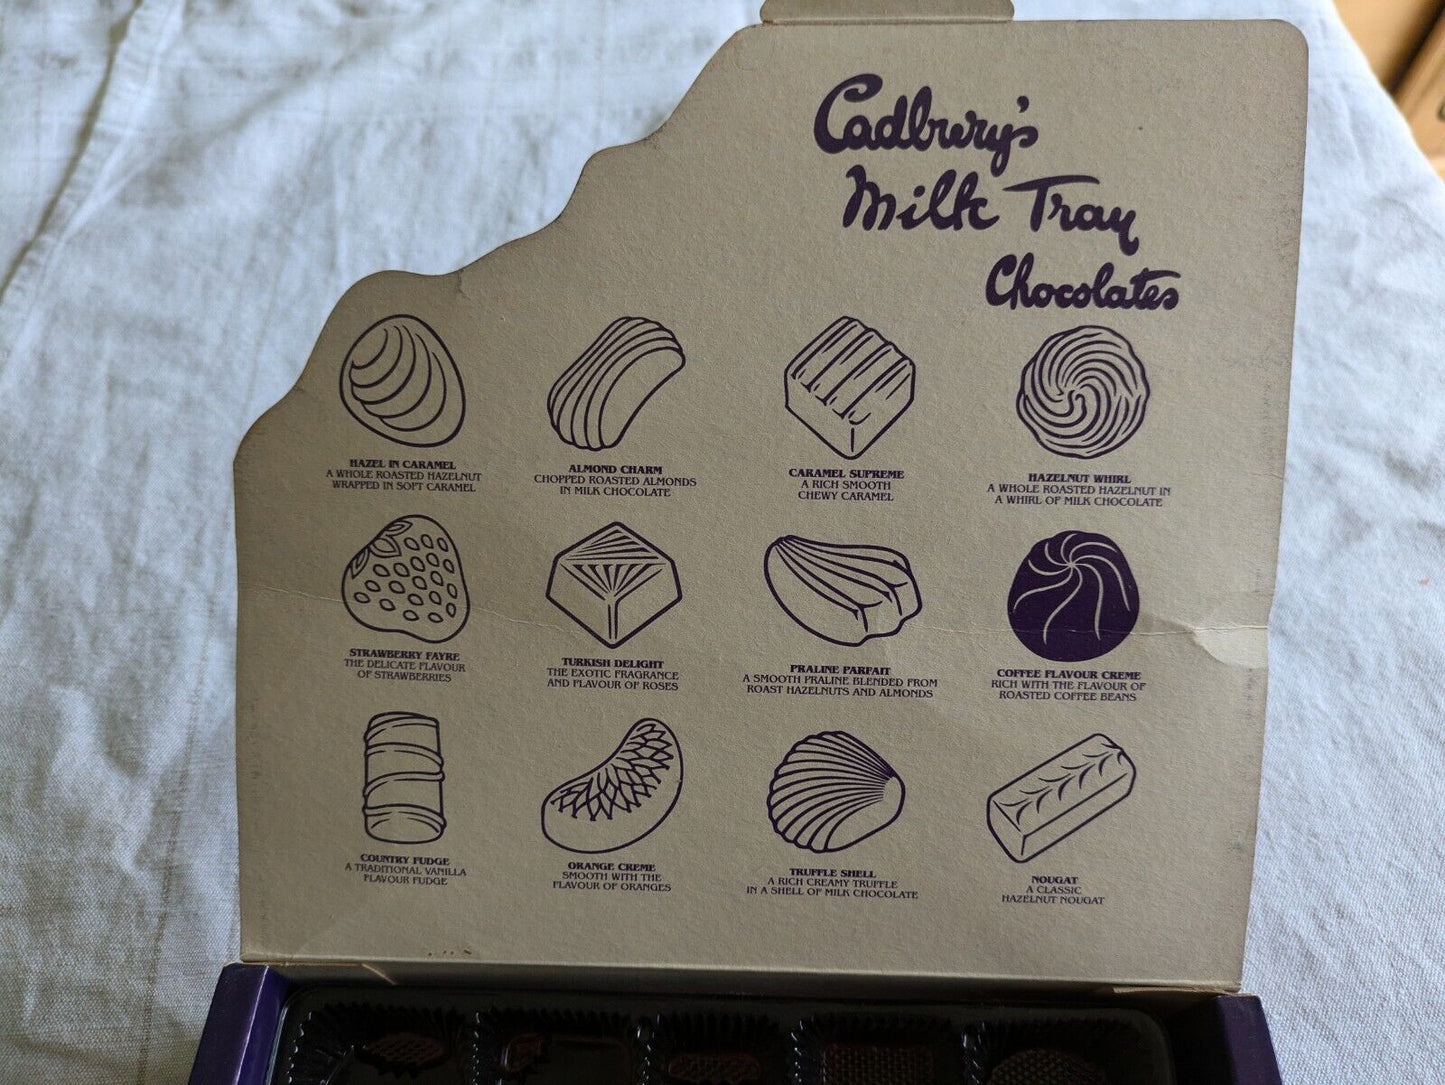 Cadbury's
Milk Tray
Chocolates
HAZEL IN CARAMEL
A WHOLE ROASTED HAZELNUT
WRAPPED IN SOFT CARAMEL
ALMOND CHARM
CHOPPED ROASTED ALMONDS
IN MILK CHOCOLATE
CARAMEL SUPREME
A RICH SMOOTH
CHEWY CARAMEL
HAZELNUT WHIRL
A WHOLE ROASTED HAZELNUT IN
A WHIRL OF MILK CHOCOLATE
STRAWBERRY FAYRE
THE DELICATE FLAVOUR
OF STRAWBERRIES
TURKISH DELIGHT
THE EXOTIC FRAGRANCE
AND FLAVOUR OF ROSES
PRALINE PARFAIT
A SMOOTH PRALINE BLENDED FROM
ROAST HAZELNUTS AND ALMONDS
COFFEE FLAVOUR CREME
RICH WITH THE FLAVOUR OF
ROASTED COFFEE BEANS
COUNTRY FUDGE
A TRADITIONAL VANILLA
FLAVOUR FUDGE
ORANGE CREME
SMOOTH WITH THE
FLAVOUR OF ORANGES
TRUFFLE SHELL
A RICH CREAMY TRUFFLE
IN A SHELL OF MILK CHOCOLATE
NOUGAT
A CLASSIC
HAZELNUT NOUGAT